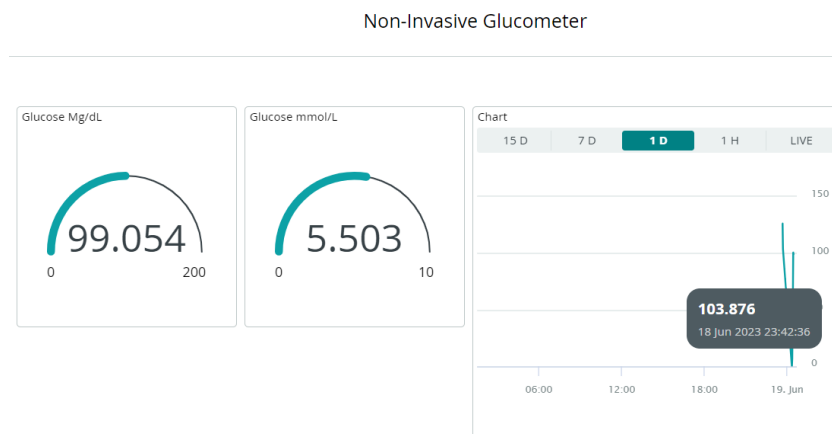 Non-Invasive Glucometer
Glucose Mg/dL
99.054
0 200
Glucose mmol/L
5.503
0 10
Chart
15 D 7 D 1 D 1 H LIVE
150
100
103.876
18 Jun 2023 23:42:36
0
06:00 12:00 18:00 19. Jun